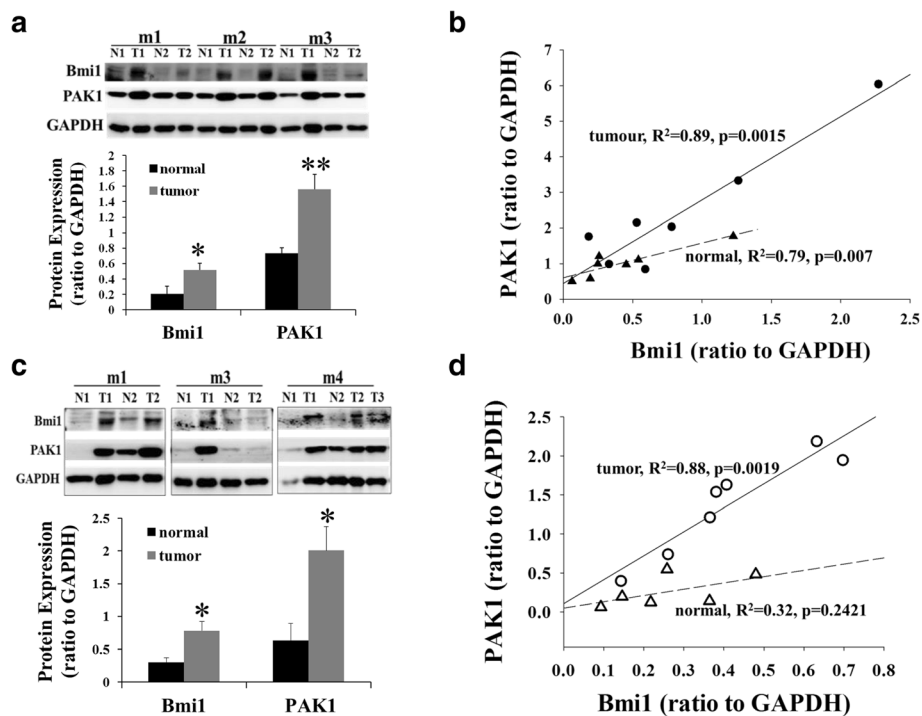 a
m1 m2 m3
N1 T1 N2 T2 N1 T1 N2 T2 N1 T1 N2 T2
Bmi1
PAK1
GAPDH
Protein Expression
(ratio to GAPDH)
2
1.8
1.6
1.4
1.2
1
0.8
0.6
0.4
0.2
0
normal
tumor
*
**
Bmi1 PAK1
b
PAK1 (ratio to GAPDH)
7
6
5
4
3
2
1
0
tumour, R²=0.89, p=0.0015
normal, R²=0.79, p=0.007
0.0 0.5 1.0 1.5 2.0 2.5
Bmi1 (ratio to GAPDH)
c
m1 m3 m4
N1 T1 N2 T2 N1 T1 N2 T2 N1 T1 N2 T2 T3
Bmi1
PAK1
GAPDH
Protein Expression
(ratio to GAPDH)
2.5
2
1.5
1
0.5
0
normal
tumor
*
*
Bmi1 PAK1
d
PAK1 (ratio to GAPDH)
2.5
2.0
1.5
1.0
0.5
0.0
tumor, R²=0.88, p=0.0019
normal, R²=0.32, p=0.2421
0.0 0.1 0.2 0.3 0.4 0.5 0.6 0.7 0.8
Bmi1 (ratio to GAPDH)